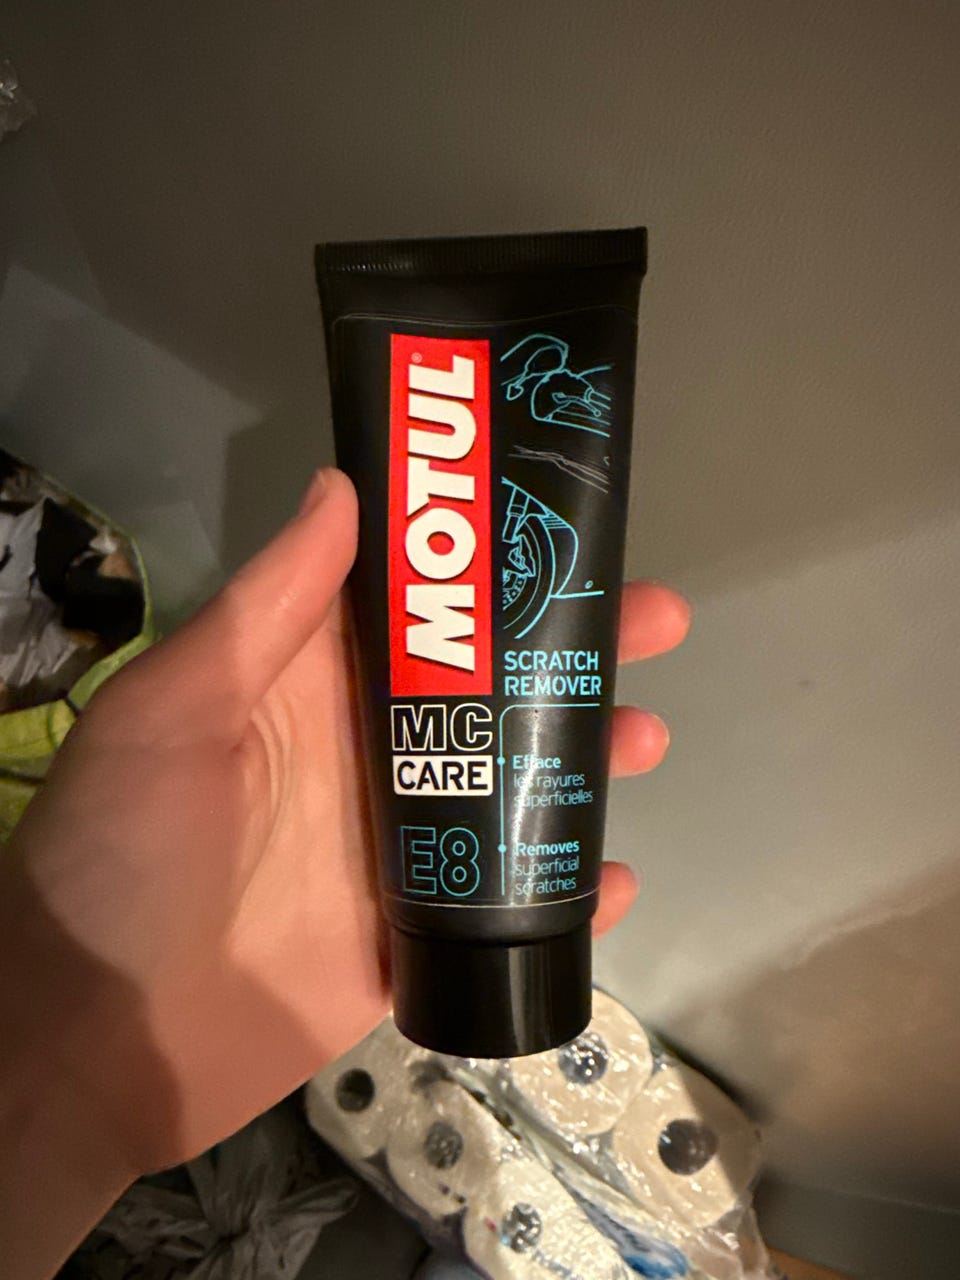 MOTUL®
SCRATCH
REMOVER
MC
CARE
E8
Efface
les rayures
superficielles
Removes
superficial
scratches